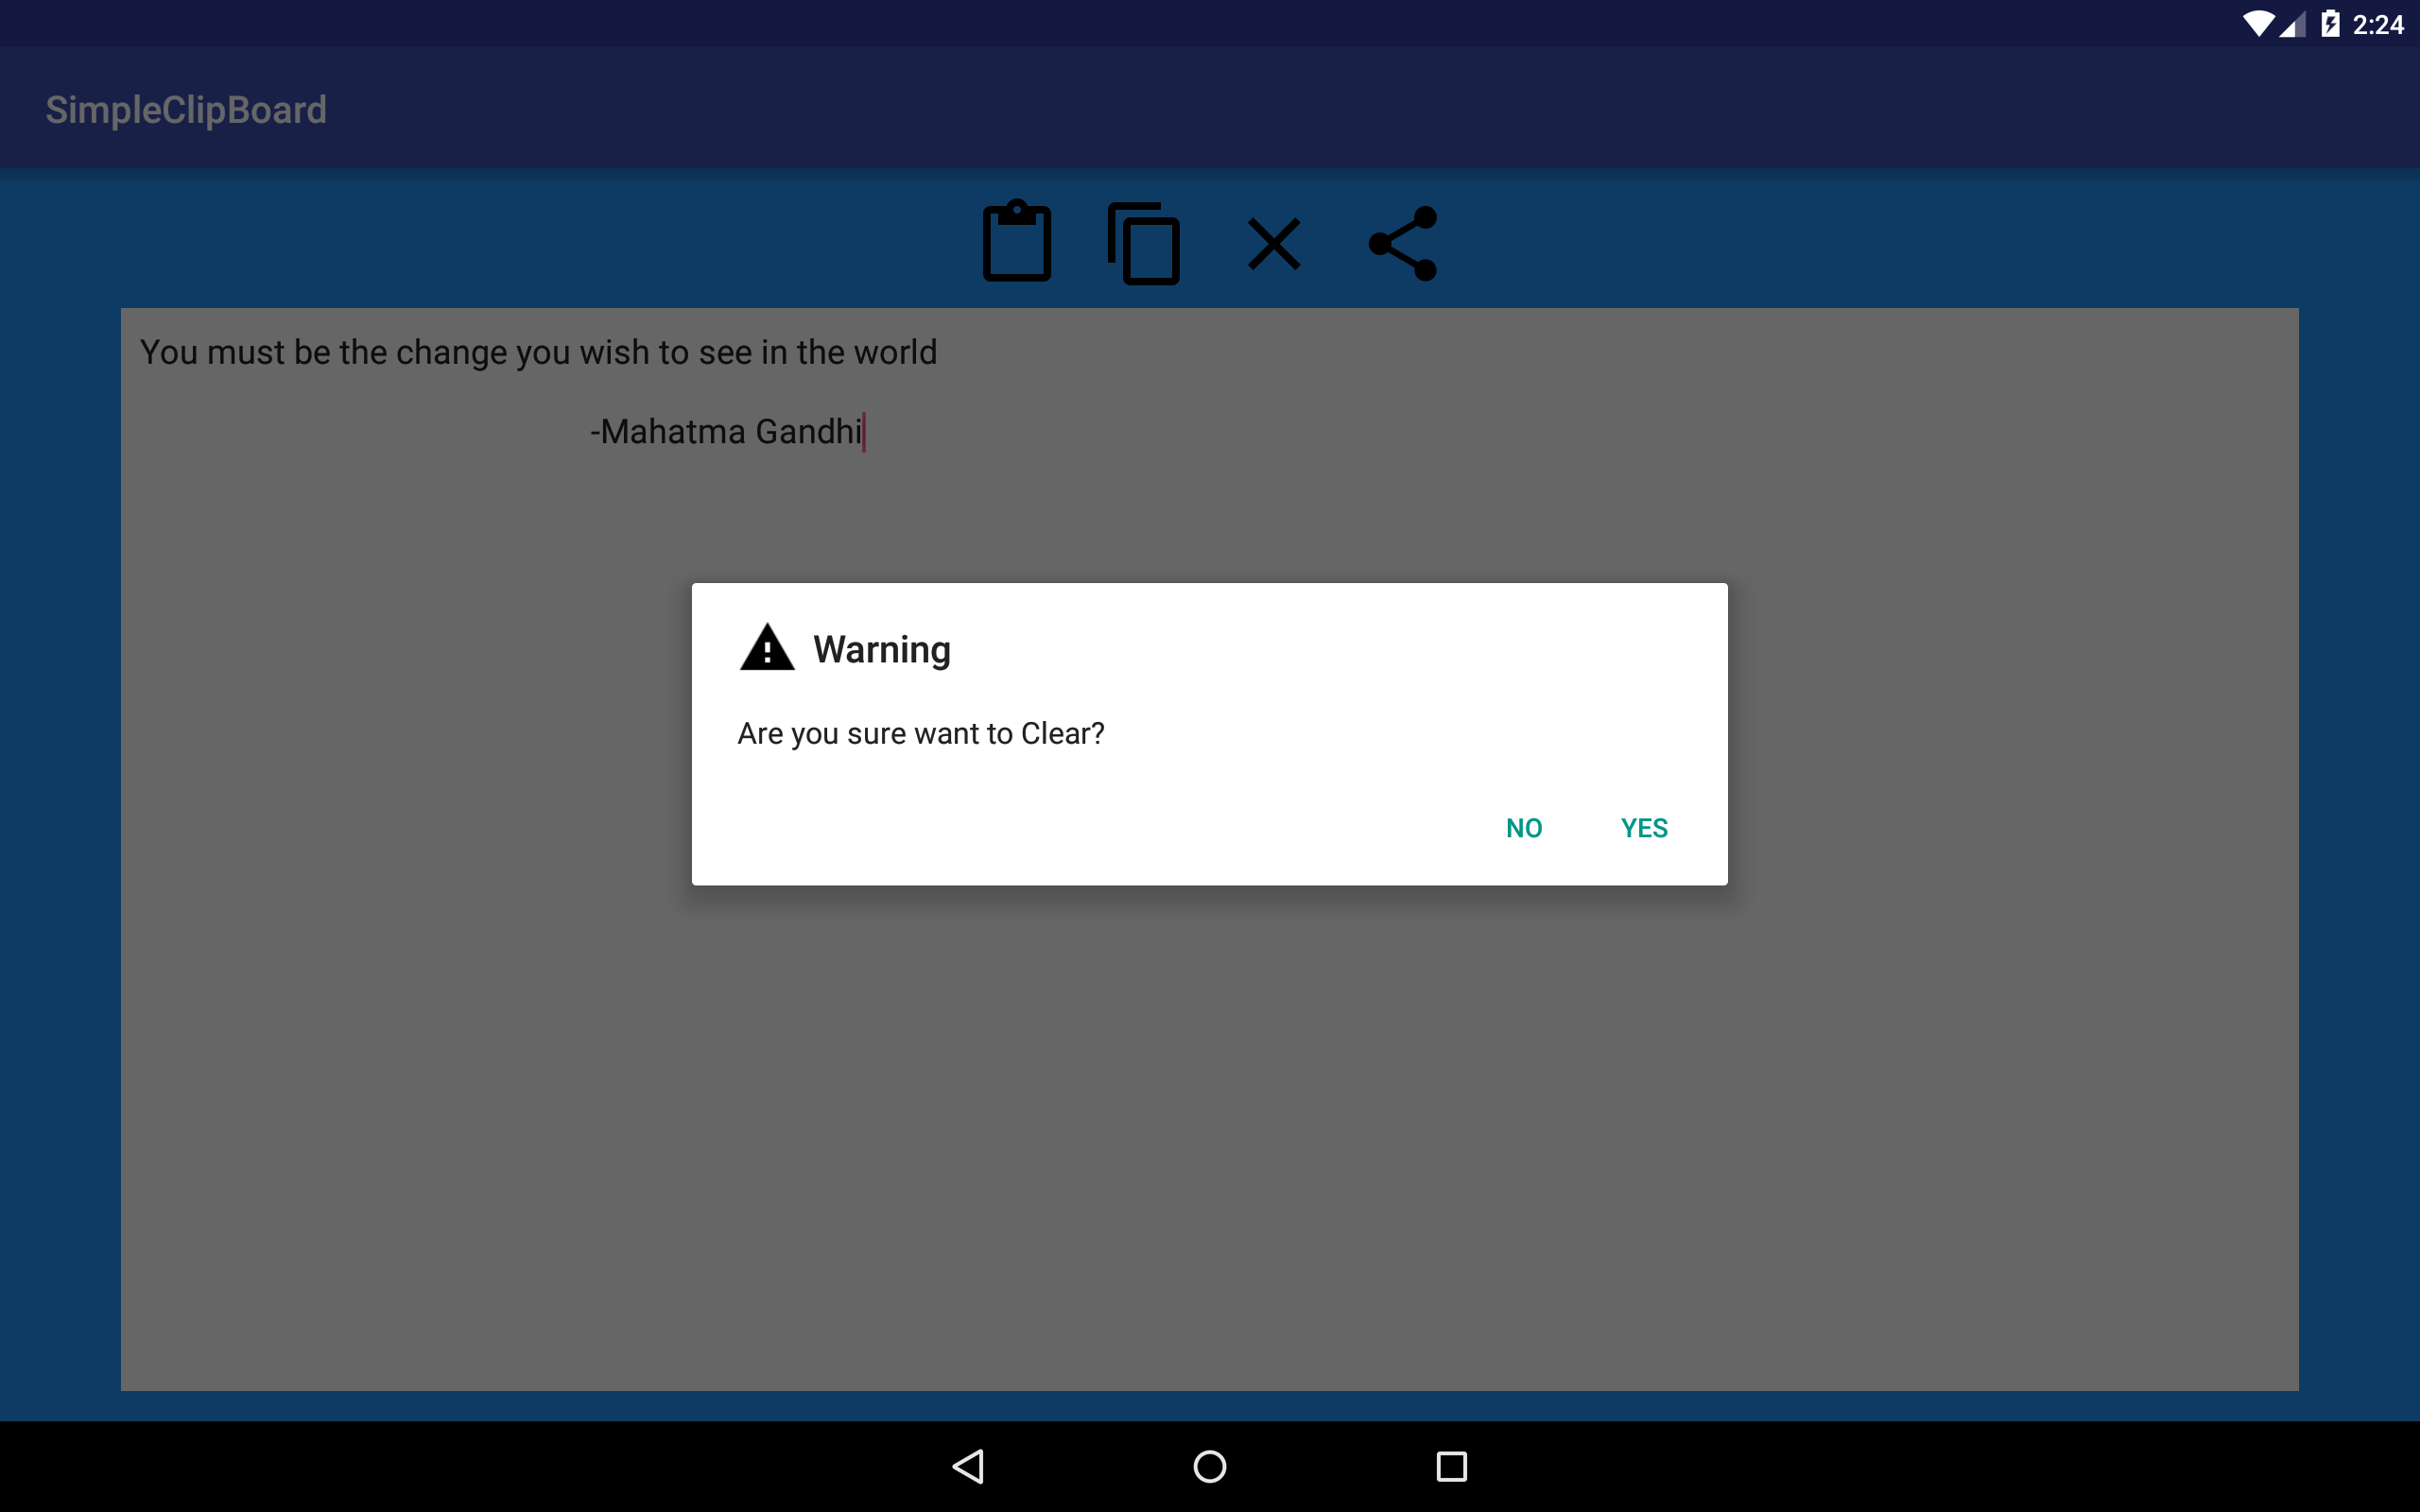 2:24
SimpleClipBoard
You must be the change you wish to see in the world
-Mahatma Gandhi
Warning
Are you sure want to Clear?
NO YES